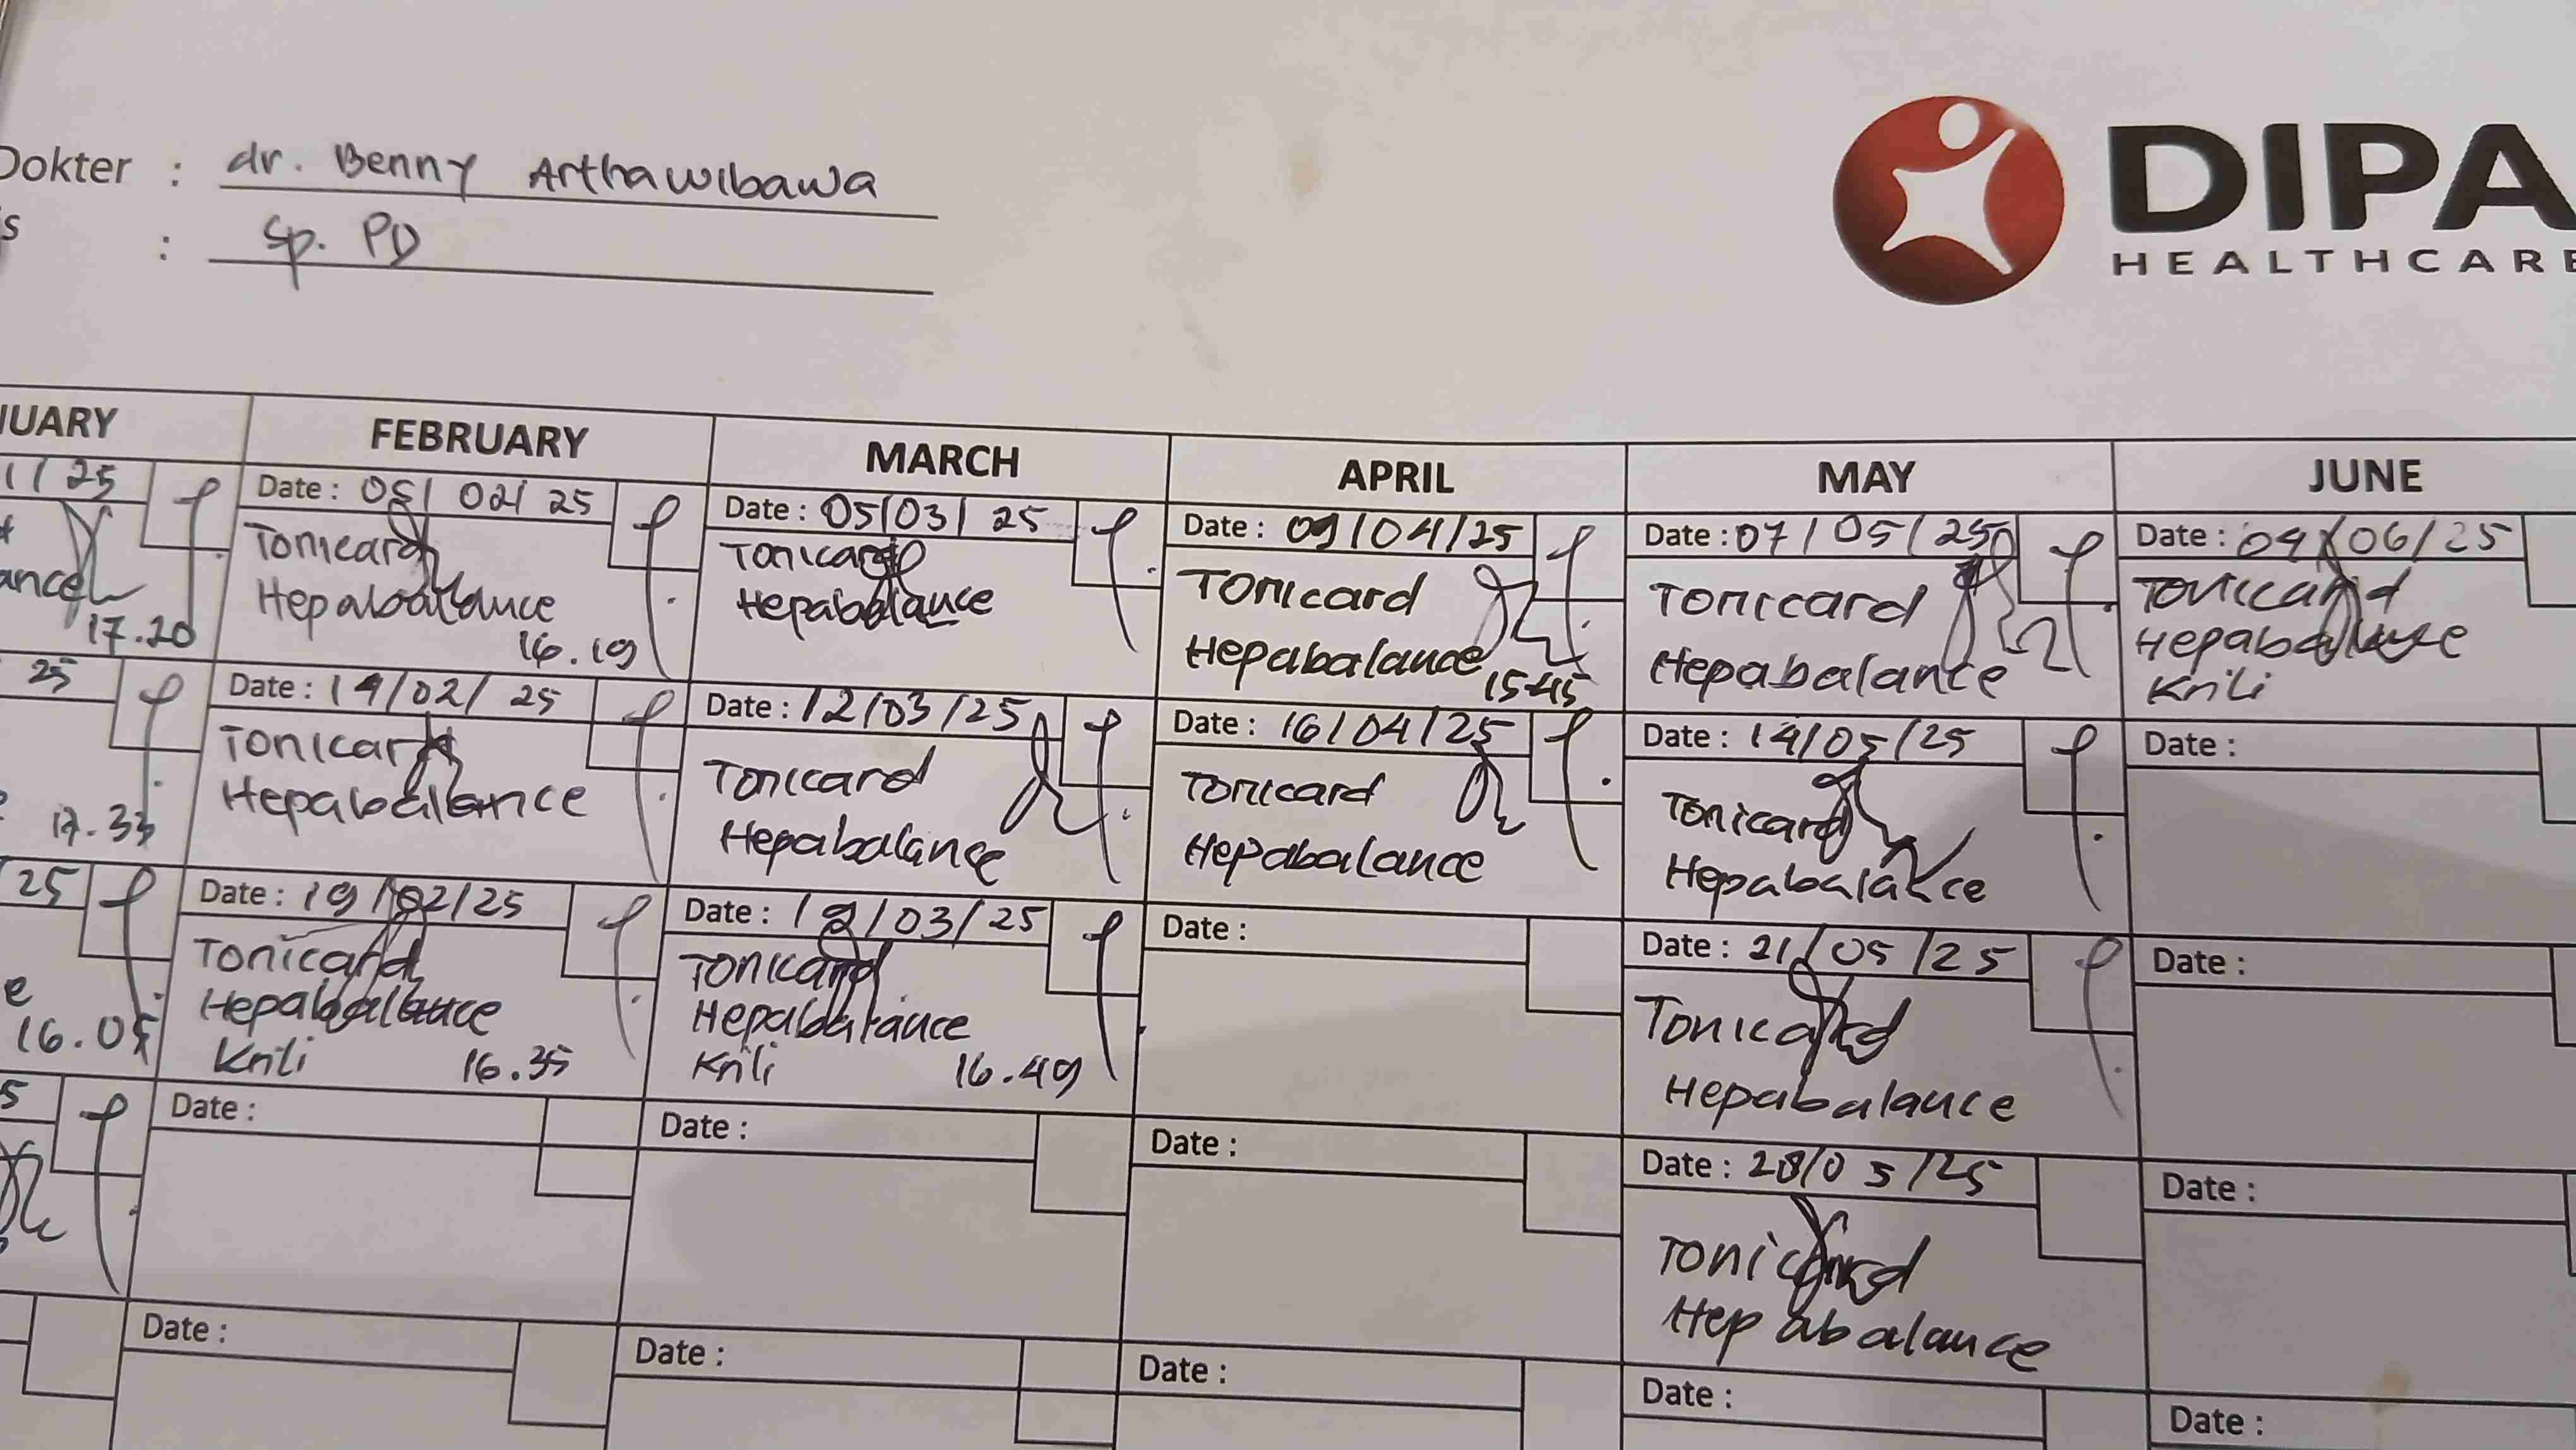 Dokter : dr. Benny Arthawibawa
s : Sp. PD
DIPA
HEALTHCARE
UARY FEBRUARY MARCH APRIL MAY JUNE
1/25 Date : 05/02/25 Date : 05/03/25 Date : 09/04/25 Date : 07/05/25 Date : 04/06/25
Tonicard Tonicard Tonicard Tonicard Tonicard
ance Hepabalance Hepabalance Hepabalance Hepabalance Hepabalance
17.20 16.19 15.45 Krili
25 Date : 14/02/25 Date : 12/03/25 Date : 16/04/25 Date : 14/05/25 Date :
Tonicard Tonicard Tonicard Tonicard
Hepabalance Hepabalance Hepabalance Hepabalance
17.33
25 Date : 19/02/25 Date : 19/03/25 Date : Date : 21/05/25 Date :
Tonicard Tonicard Tonicard
e Hepabalance Hepabalance Hepabalance
16.05 Krili 16.35 Krili 16.49
5 Date : Date : Date : Date : 28/05/25 Date :
Tonicard
Hepabalance
Date : Date : Date : Date : Date :